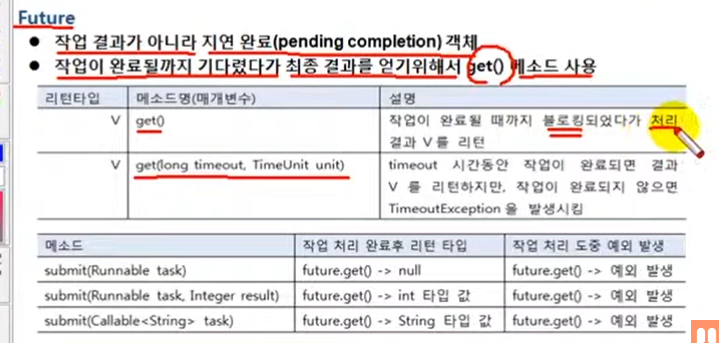 Future
● 작업 결과가 아니라 지연 완료(pending completion) 객체
● 작업이 완료될까지 기다렸다가 최종 결과를 얻기위해서 get() 메소드 사용
리턴타입 메소드명(매개변수) 설명
V get() 작업이 완료될 때까지 블로킹되었다가 처리
결과 V를 리턴
V get(long timeout, TimeUnit unit) timeout 시간동안 작업이 완료되면 결과
V 를 리턴하지만, 작업이 완료되지 않으면
TimeoutException 을 발생시킴
메소드 작업 처리 완료후 리턴 타입 작업 처리 도중 예외 발생
submit(Runnable task) future.get() -> null future.get() -> 예외 발생
submit(Runnable task, Integer result) future.get() -> int 타입 값 future.get() -> 예외 발생
submit(Callable<String> task) future.get() -> String 타입 값 future.get() -> 예외 발생